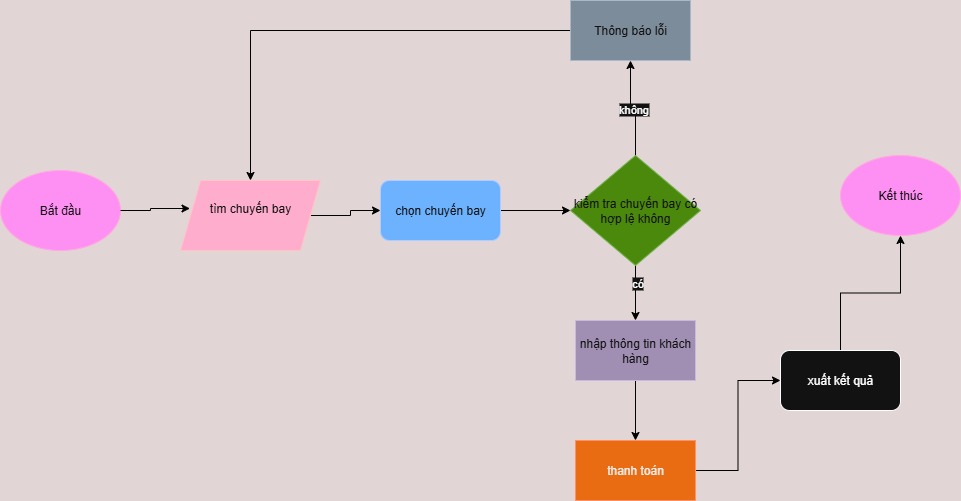 Thông báo lỗi
không
Bắt đầu
tìm chuyến bay
chọn chuyến bay
kiểm tra chuyến bay có
hợp lệ không
Kết thúc
có
nhập thông tin khách
hàng
xuất kết quả
thanh toán